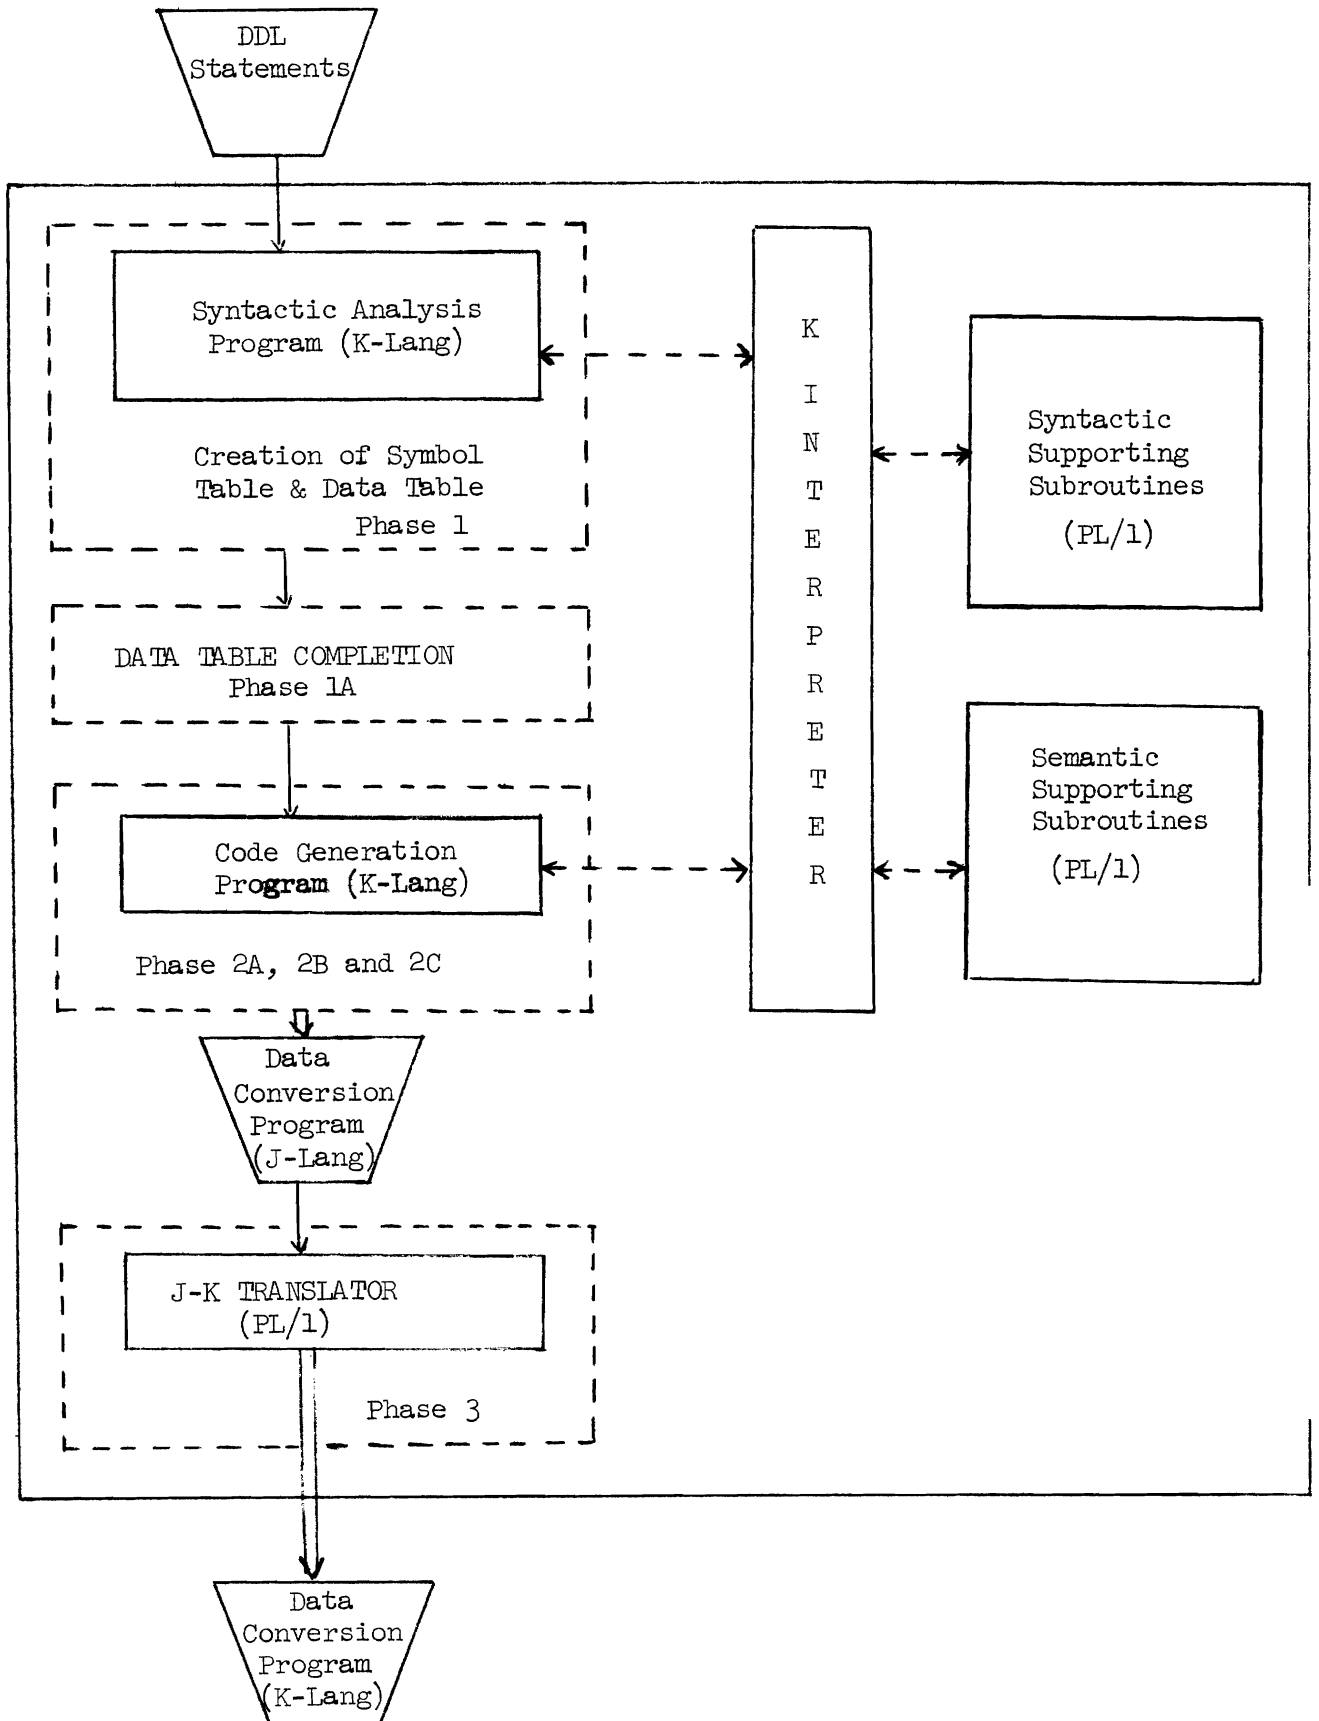 DDL
Statements
Syntactic Analysis
Program (K-Lang)
Creation of Symbol
Table & Data Table
Phase 1
DATA TABLE COMPLETION
Phase 1A
Code Generation
Program (K-Lang)
Phase 2A, 2B and 2C
Data
Conversion
Program
(J-Lang)
J-K TRANSLATOR
(PL/1)
Phase 3
Data
Conversion
Program
(K-Lang)
K
I
N
T
E
R
P
R
E
T
E
R
Syntactic
Supporting
Subroutines
(PL/1)
Semantic
Supporting
Subroutines
(PL/1)